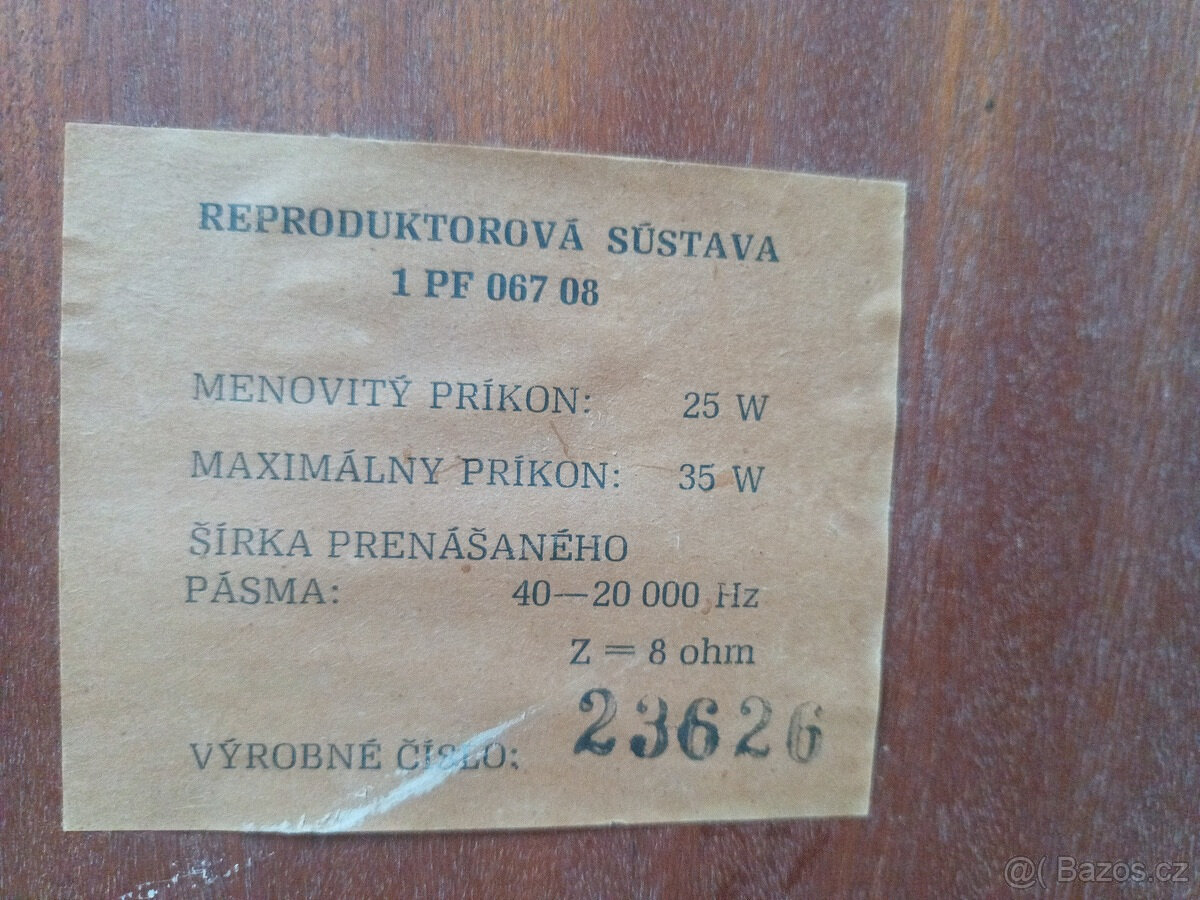 REPRODUKTOROVÁ SÚSTAVA
1 PF 067 08
MENOVITÝ PRÍKON: 25 W
MAXIMÁLNY PRÍKON: 35 W
ŠÍRKA PRENÁŠANÉHO
PÁSMA: 40—20 000 Hz
Z = 8 ohm
VÝROBNÉ ČÍSLO: 23626
@( Bazos.cz